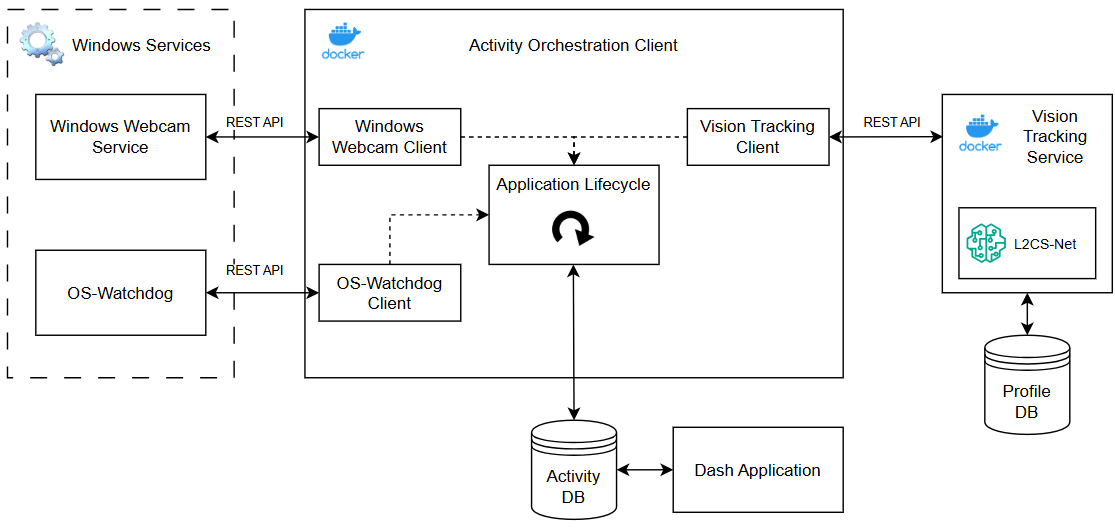 Windows Services
Windows Webcam
Service
OS-Watchdog
REST API
REST API
docker
Activity Orchestration Client
Windows
Webcam Client
Vision Tracking
Client
Application Lifecycle
OS-Watchdog
Client
REST API
docker
Vision
Tracking
Service
L2CS-Net
Profile
DB
Activity
DB
Dash Application